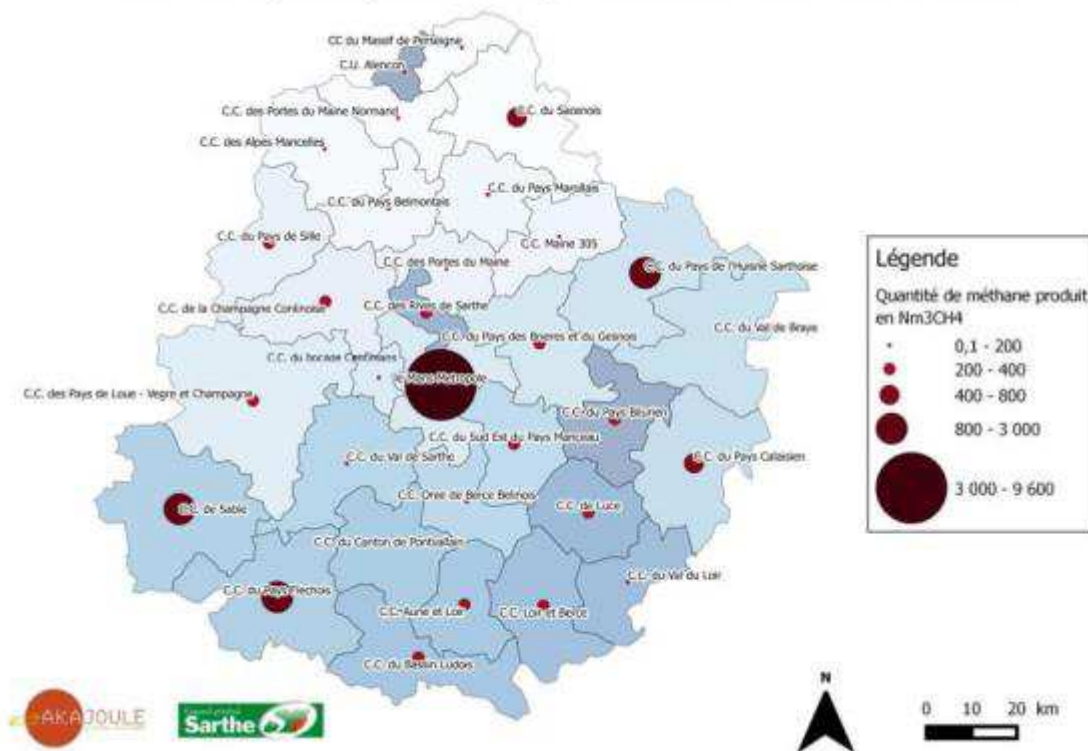 CC du Massif de Perseigne
C.U. Alencon
C.C. des Portes du Maine Normand
C.C. du Saosnois
C.C. des Alpes Mancelles
C.C. du Pays Marollais
C.C. du Pays Belmontais
C.C. du Pays de Sille
C.C. Maine 305
C.C. des Portes du Maine
C.C. du Pays de l'Huisne Sarthoise
C.C. de la Champagne Conlinoise
C.C. des Rives de Sarthe
C.C. du Pays des Brieres et du Gesnois
C.C. du Val de Braye
C.C. du bocage Cenomans
le Mans Metropole
C.C. des Pays de Loue - Vegre et Champagne
C.C. du Pays Bilurien
C.C. du Sud Est du Pays Manceau
C.C. du Val de Sarthe
C.C. du Pays Calaisien
C.C. Oree de Berce Belinois
C.C. de Sable
C.C. de Luce
C.C. du Canton de Pontvallain
C.C. du Val du Loir
C.C. du Pays Flechois
C.C. Aune et Loir
C.C. Loir et Berce
C.C. du Bassin Ludois
Légende
Quantité de méthane produit
en Nm3CH4
0,1 - 200
200 - 400
400 - 800
800 - 3 000
3 000 - 9 600
AKAJOULE
Sarthe
N
0 10 20 km